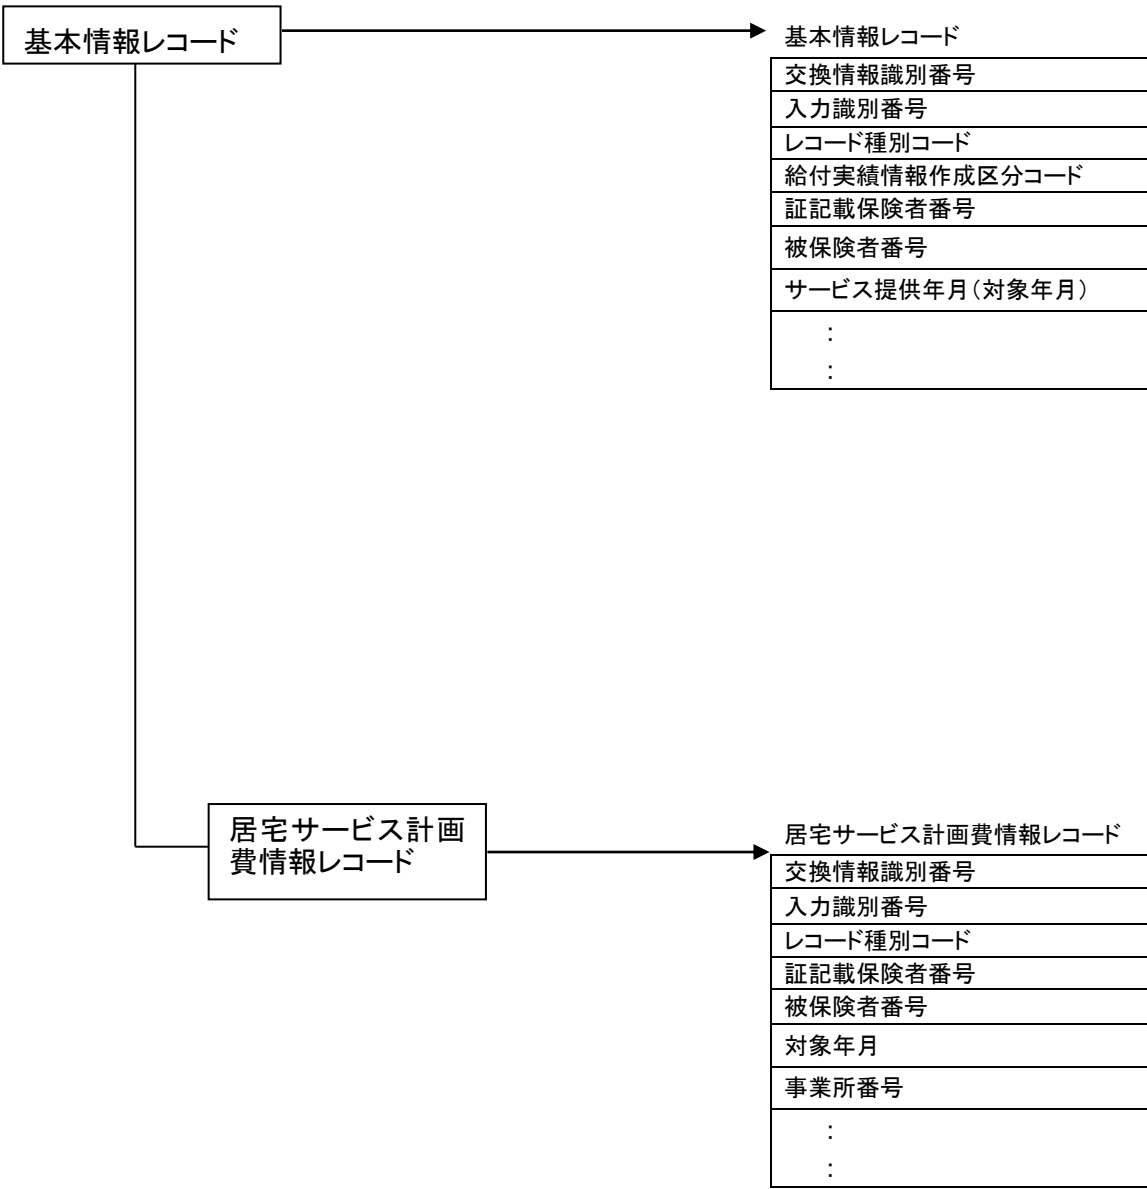 基本情報レコード
基本情報レコード
交換情報識別番号
入力識別番号
レコード種別コード
給付実績情報作成区分コード
証記載保険者番号
被保険者番号
サービス提供年月(対象年月)
:
:
居宅サービス計画
費情報レコード
居宅サービス計画費情報レコード
交換情報識別番号
入力識別番号
レコード種別コード
証記載保険者番号
被保険者番号
対象年月
事業所番号
:
: